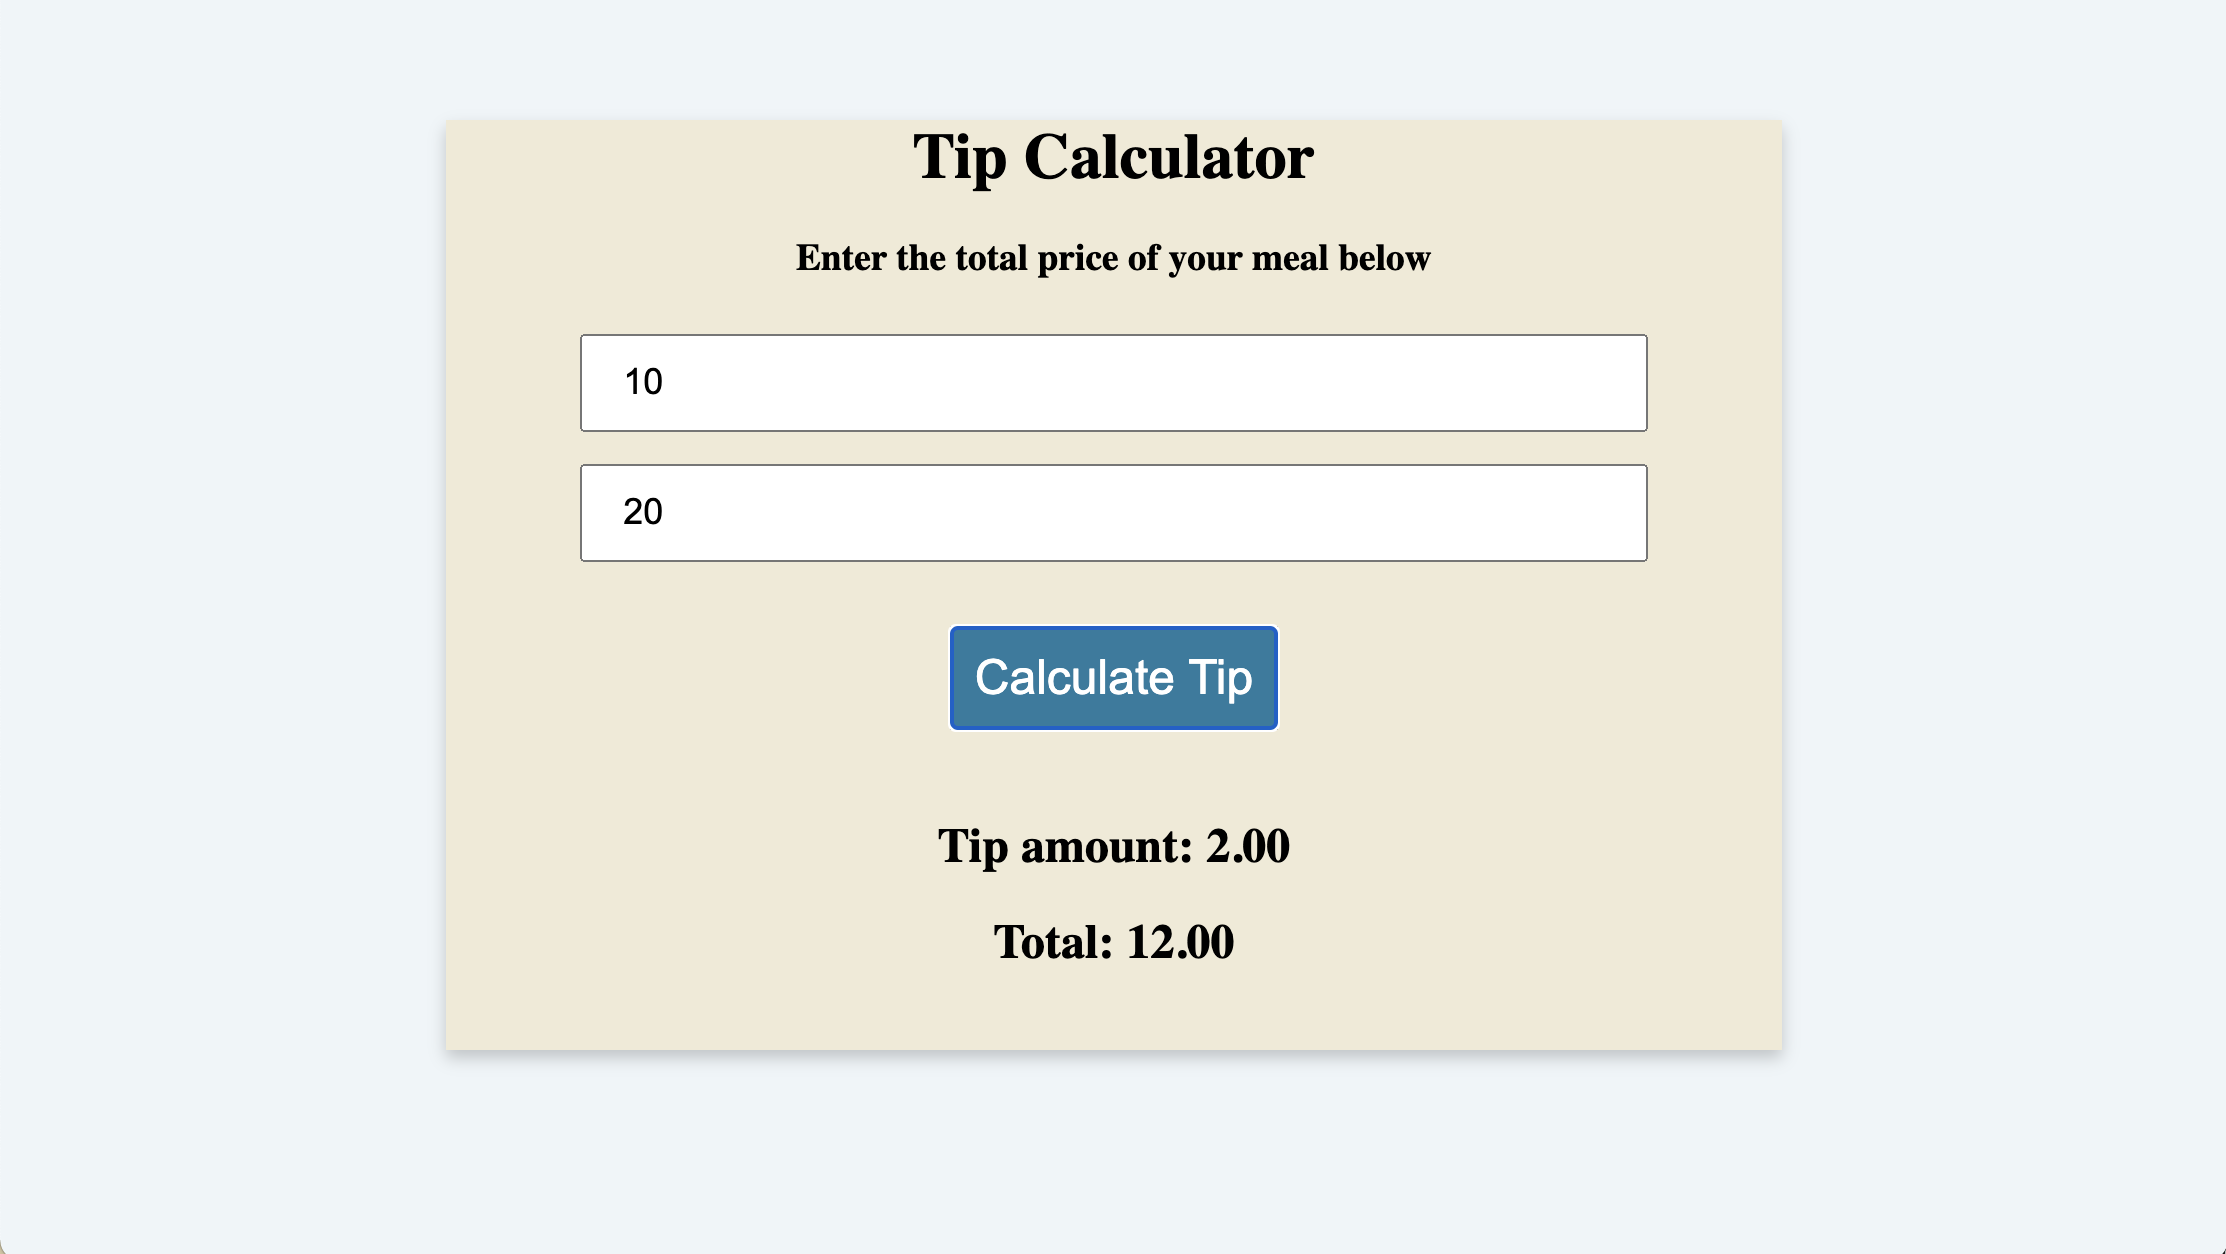 Tip Calculator
Enter the total price of your meal below
10
20
Calculate Tip
Tip amount: 2.00
Total: 12.00